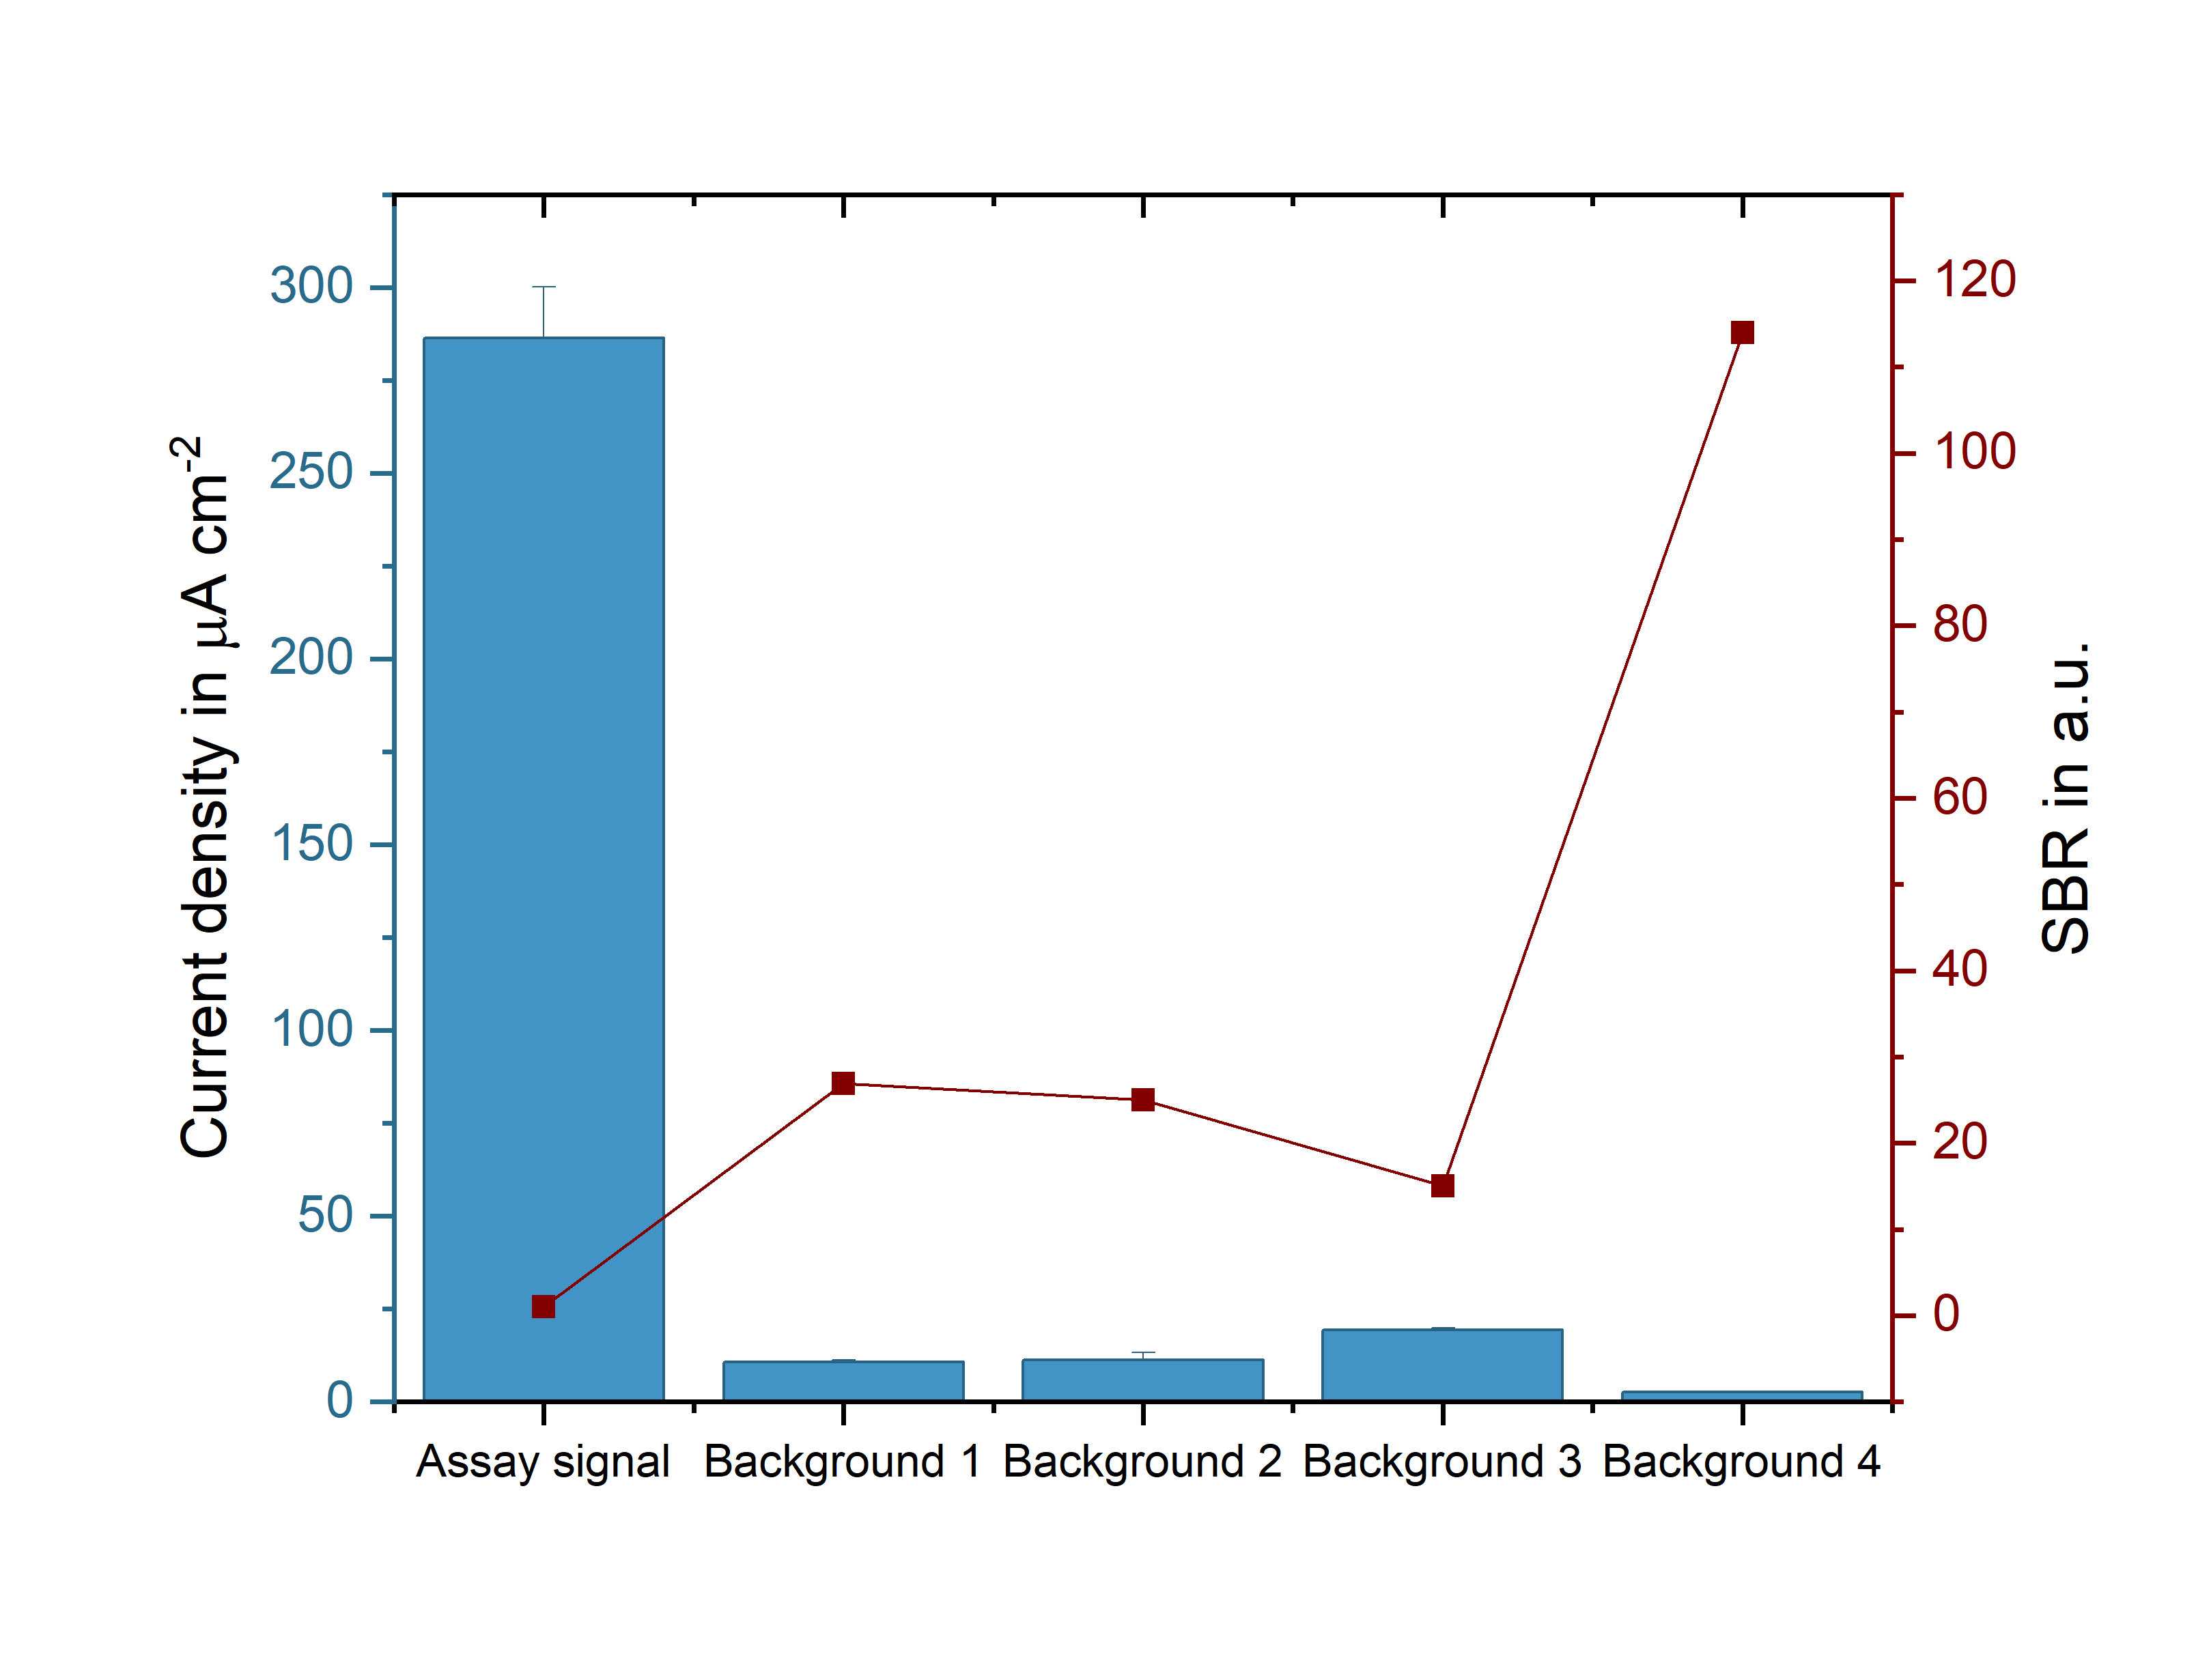 Current density in μA cm-2
300
250
200
150
100
50
0
120
100
80
60
40
20
0
SBR in a.u.
Assay signal
Background 1
Background 2
Background 3
Background 4